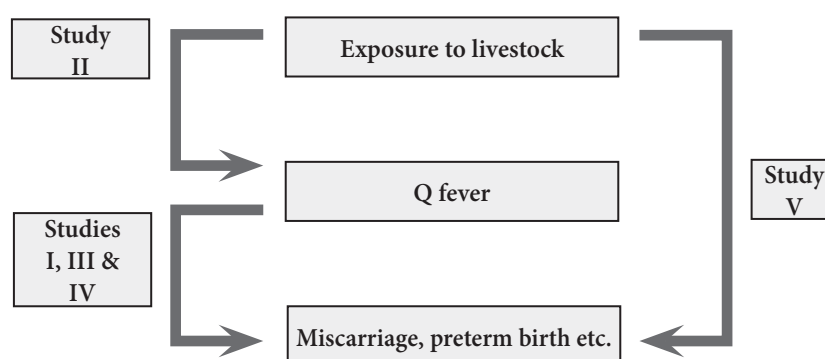 Study
II
Exposure to livestock
Q fever
Study
V
Studies
I, III &
IV
Miscarriage, preterm birth etc.